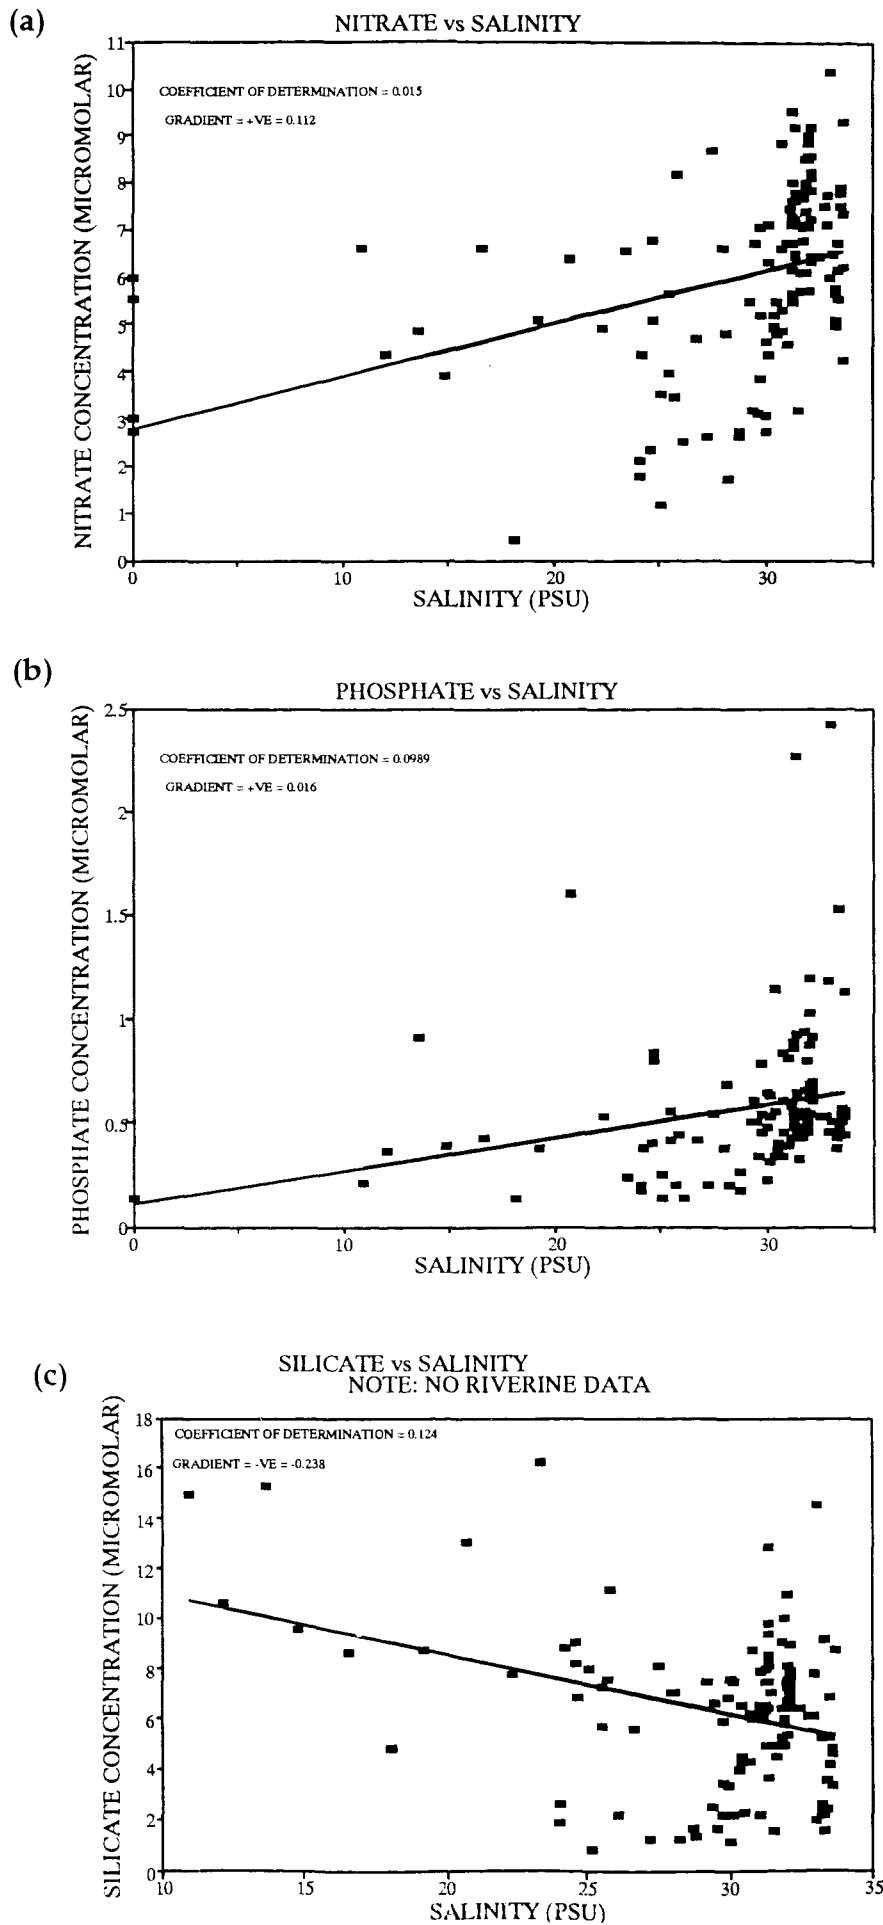 (a)
NITRATE vs SALINITY
NITRATE CONCENTRATION (MICROMOLAR)
11
10
9
8
7
6
5
4
3
2
1
0
COEFFICIENT OF DETERMINATION = 0.015
GRADIENT = +VE = 0.112
0
10
20
30
SALINITY (PSU)
(b)
PHOSPHATE vs SALINITY
PHOSPHATE CONCENTRATION (MICROMOLAR)
2.5
2
1.5
1
0.5
0
COEFFICIENT OF DETERMINATION = 0.0989
GRADIENT = +VE = 0.016
0
10
20
30
SALINITY (PSU)
(c)
SILICATE vs SALINITY
NOTE: NO RIVERINE DATA
SILICATE CONCENTRATION (MICROMOLAR)
18
16
14
12
10
8
6
4
2
0
COEFFICIENT OF DETERMINATION = 0.124
GRADIENT = -VE = -0.238
10
15
20
25
30
35
SALINITY (PSU)